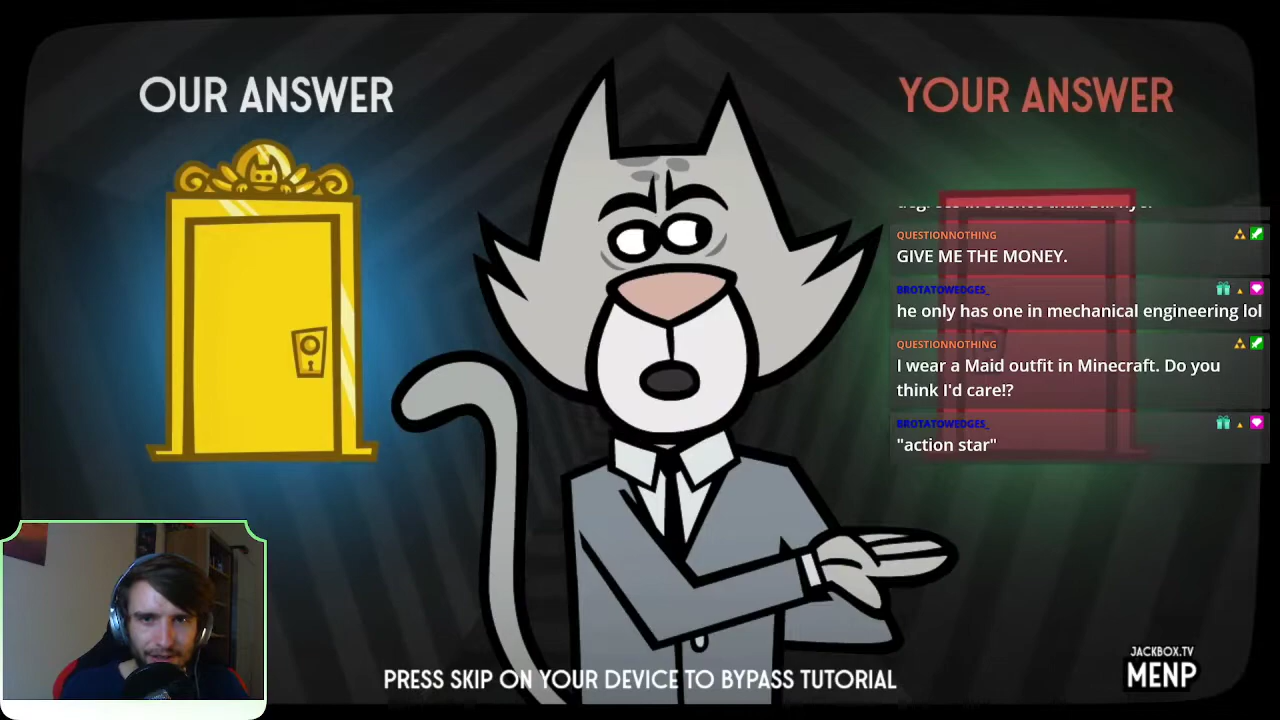 OUR ANSWER
YOUR ANSWER
QUESTIONNOTHING
GIVE ME THE MONEY.
BROTATOWEDGES_
he only has one in mechanical engineering lol
QUESTIONNOTHING
I wear a Maid outfit in Minecraft. Do you
think I'd care!?
BROTATOWEDGES_
"action star"
PRESS SKIP ON YOUR DEVICE TO BYPASS TUTORIAL
JACKBOX.TV
MENP